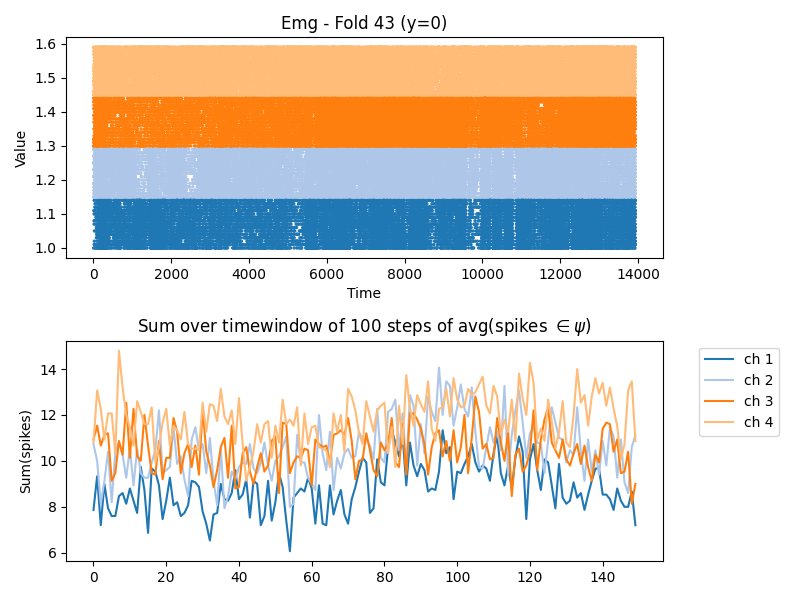 Emg - Fold 43 (y=0)
1.6
1.5
1.4
1.3
1.2
1.1
1.0
Value
0 2000 4000 6000 8000 10000 12000 14000
Time
Sum over timewindow of 100 steps of avg(spikes ∈ψ)
14
12
10
8
6
Sum(spikes)
0 20 40 60 80 100 120 140
ch 1
ch 2
ch 3
ch 4